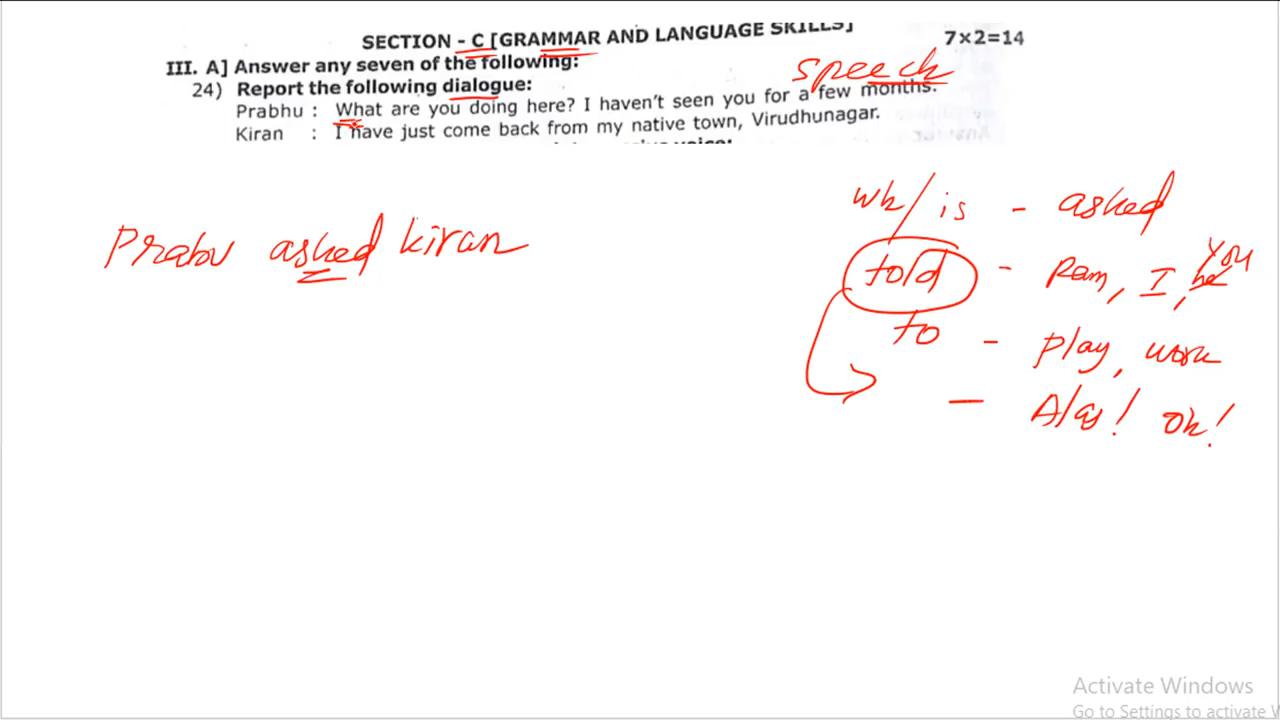 SECTION - C [GRAMMAR AND LANGUAGE SKILLS]
7×2=14
III. A] Answer any seven of the following:
speech
24) Report the following dialogue:
Prabhu : What are you doing here? I haven't seen you for a few months.
Kiran : I have just come back from my native town, Virudhunagar.
wh/is - asked
Prabu asked kiran
told - Ram, I, you
to - play, work
- Alas! Oh!
Activate Windows
Go to Settings to activate W